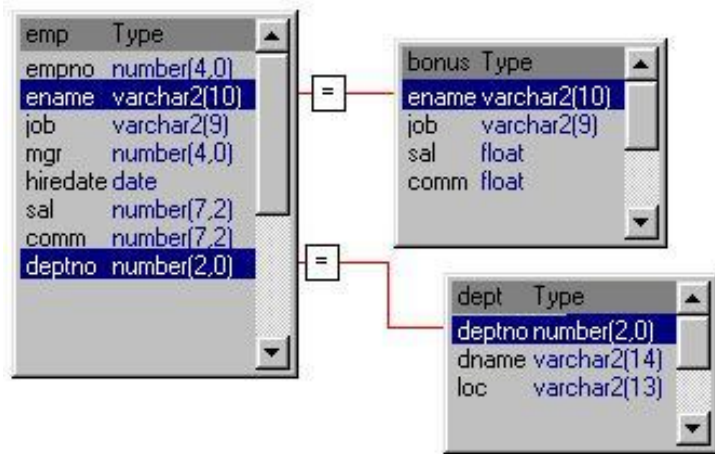 emp Type
empno number(4,0)
ename varchar2(10)
job varchar2(9)
mgr number(4,0)
hiredate date
sal number(7,2)
comm number(7,2)
deptno number(2,0)
=
=
bonus Type
ename varchar2(10)
job varchar2(9)
sal float
comm float
dept Type
deptno number(2,0)
dname varchar2(14)
loc varchar2(13)